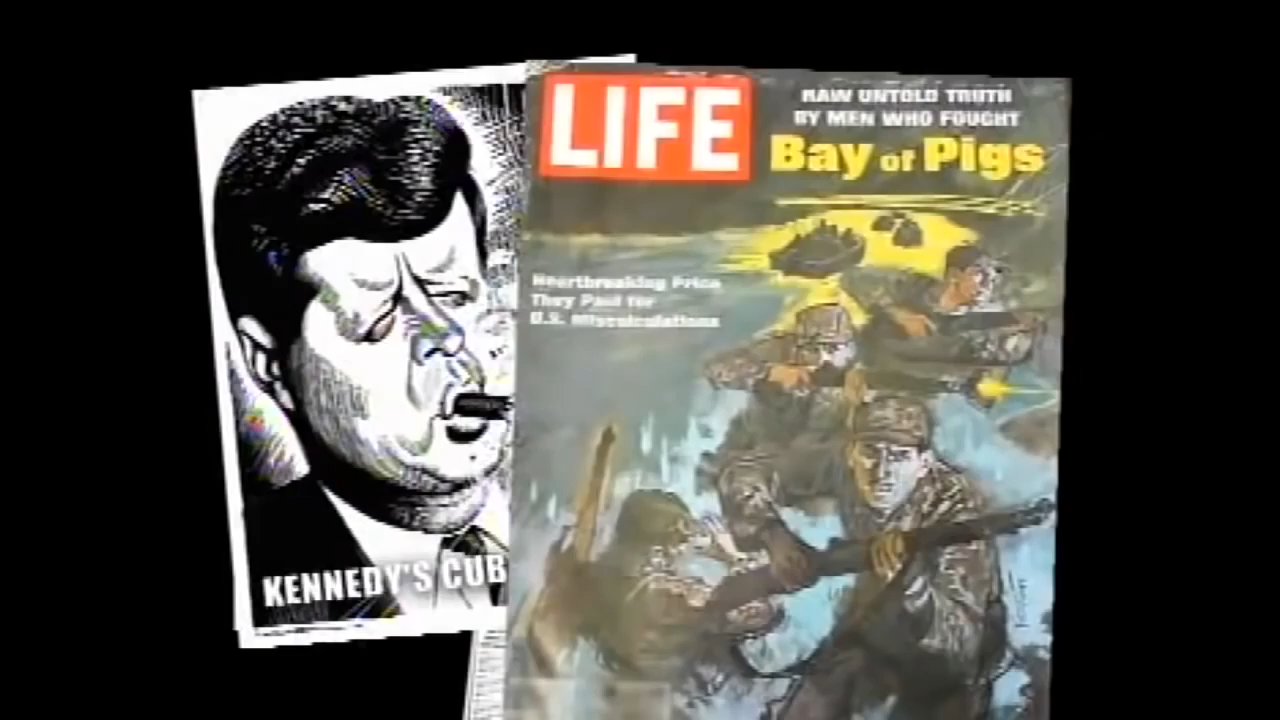 KENNEDY'S CUB
LIFE
RAW UNTOLD TRUTH
BY MEN WHO FOUGHT
Bay of Pigs
Heartbreaking Price
They Paid for
U.S. Miscalculations